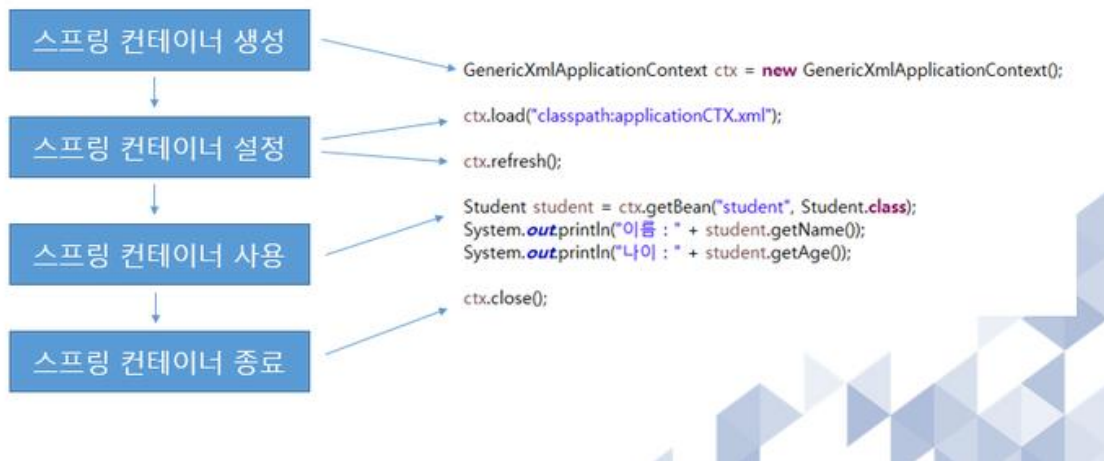 스프링 컨테이너 생성
스프링 컨테이너 설정
스프링 컨테이너 사용
스프링 컨테이너 종료
GenericXmlApplicationContext ctx = new GenericXmlApplicationContext();
ctx.load("classpath:applicationCTX.xml");
ctx.refresh();
Student student = ctx.getBean("student", Student.class);
System.out.println("이름 : " + student.getName());
System.out.println("나이 : " + student.getAge());
ctx.close();